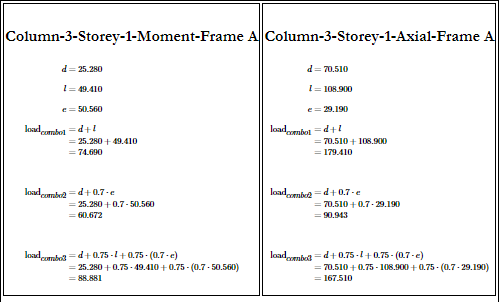 Column-3-Storey-1-Moment-Frame A
d = 25.280
l = 49.410
e = 50.560
load_combo1 = d + l
= 25.280 + 49.410
= 74.690
load_combo2 = d + 0.7 · e
= 25.280 + 0.7 · 50.560
= 60.672
load_combo3 = d + 0.75 · l + 0.75 · (0.7 · e)
= 25.280 + 0.75 · 49.410 + 0.75 · (0.7 · 50.560)
= 88.881
Column-3-Storey-1-Axial-Frame A
d = 70.510
l = 108.900
e = 29.190
load_combo1 = d + l
= 70.510 + 108.900
= 179.410
load_combo2 = d + 0.7 · e
= 70.510 + 0.7 · 29.190
= 90.943
load_combo3 = d + 0.75 · l + 0.75 · (0.7 · e)
= 70.510 + 0.75 · 108.900 + 0.75 · (0.7 · 29.190)
= 167.510